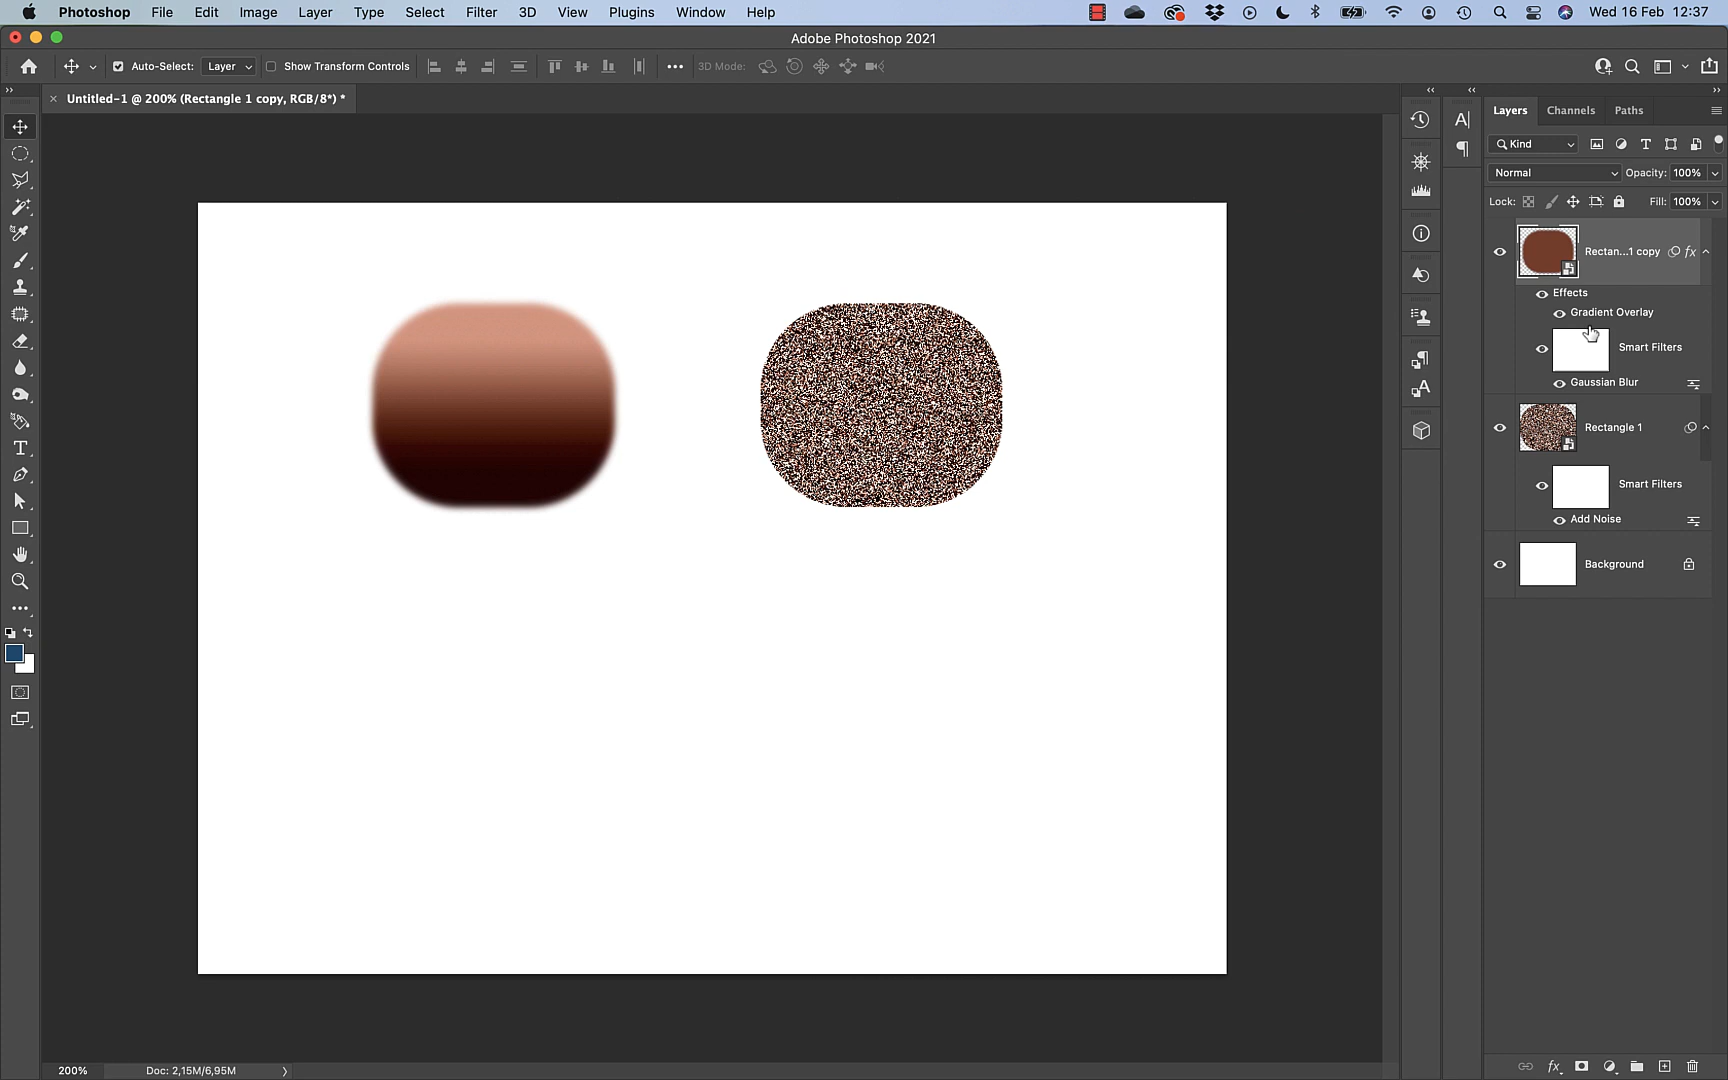 Photoshop File Edit Image Layer Type Select Filter 3D View Plugins Window Help Wed 16 Feb 12:37
Adobe Photoshop 2021
Auto-Select: Layer Show Transform Controls 3D Mode:
Untitled-1 @ 200% (Rectangle 1 copy, RGB/8*) *
Layers Channels Paths
Kind
Normal Opacity: 100%
Lock: Fill: 100%
Rectan...1 copy fx
Effects
Gradient Overlay
Smart Filters
Gaussian Blur
Rectangle 1
Smart Filters
Add Noise
Background
200% Doc: 2,15M/6,95M
fx